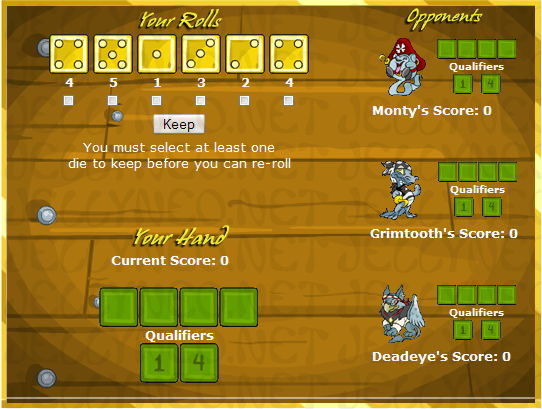 Your Rolls
4 5 1 3 2 4
Keep
You must select at least one
die to keep before you can re-roll
Your Hand
Current Score: 0
Qualifiers
1 4
Opponents
Qualifiers
1 4
Monty's Score: 0
Qualifiers
1 4
Grimtooth's Score: 0
Qualifiers
1 4
Deadeye's Score: 0